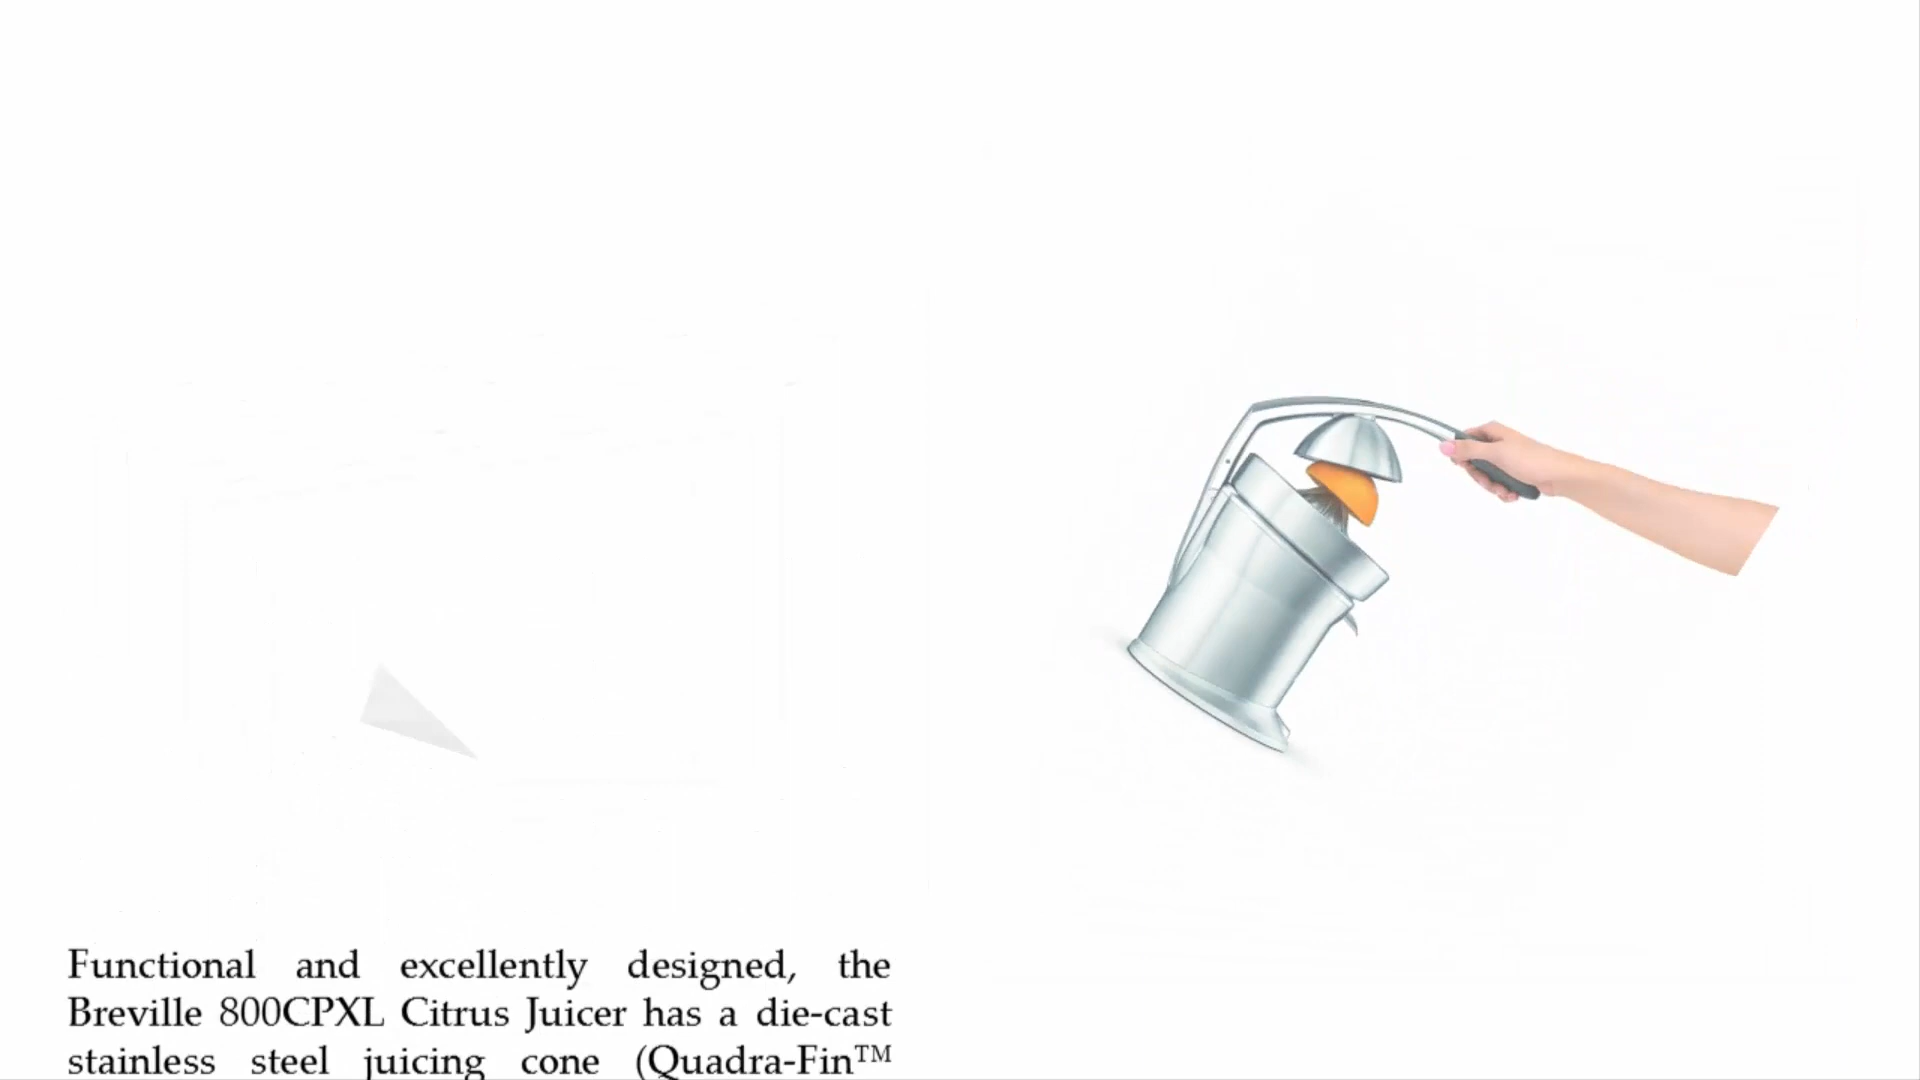 Functional and excellently designed, the
Breville 800CPXL Citrus Juicer has a die-cast
stainless steel juicing cone (Quadra-Fin™